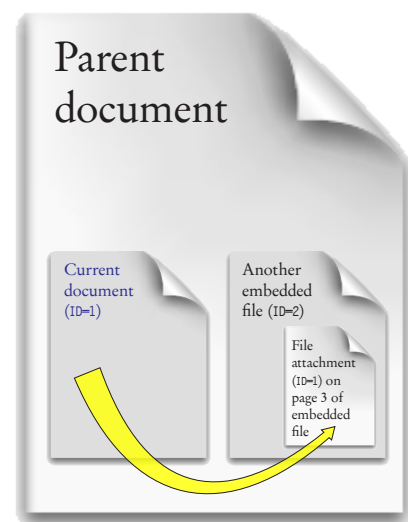 Parent
document
Current
document
(ID=1)
Another
embedded
file (ID=2)
File
attachment
(ID=1) on
page 3 of
embedded
file